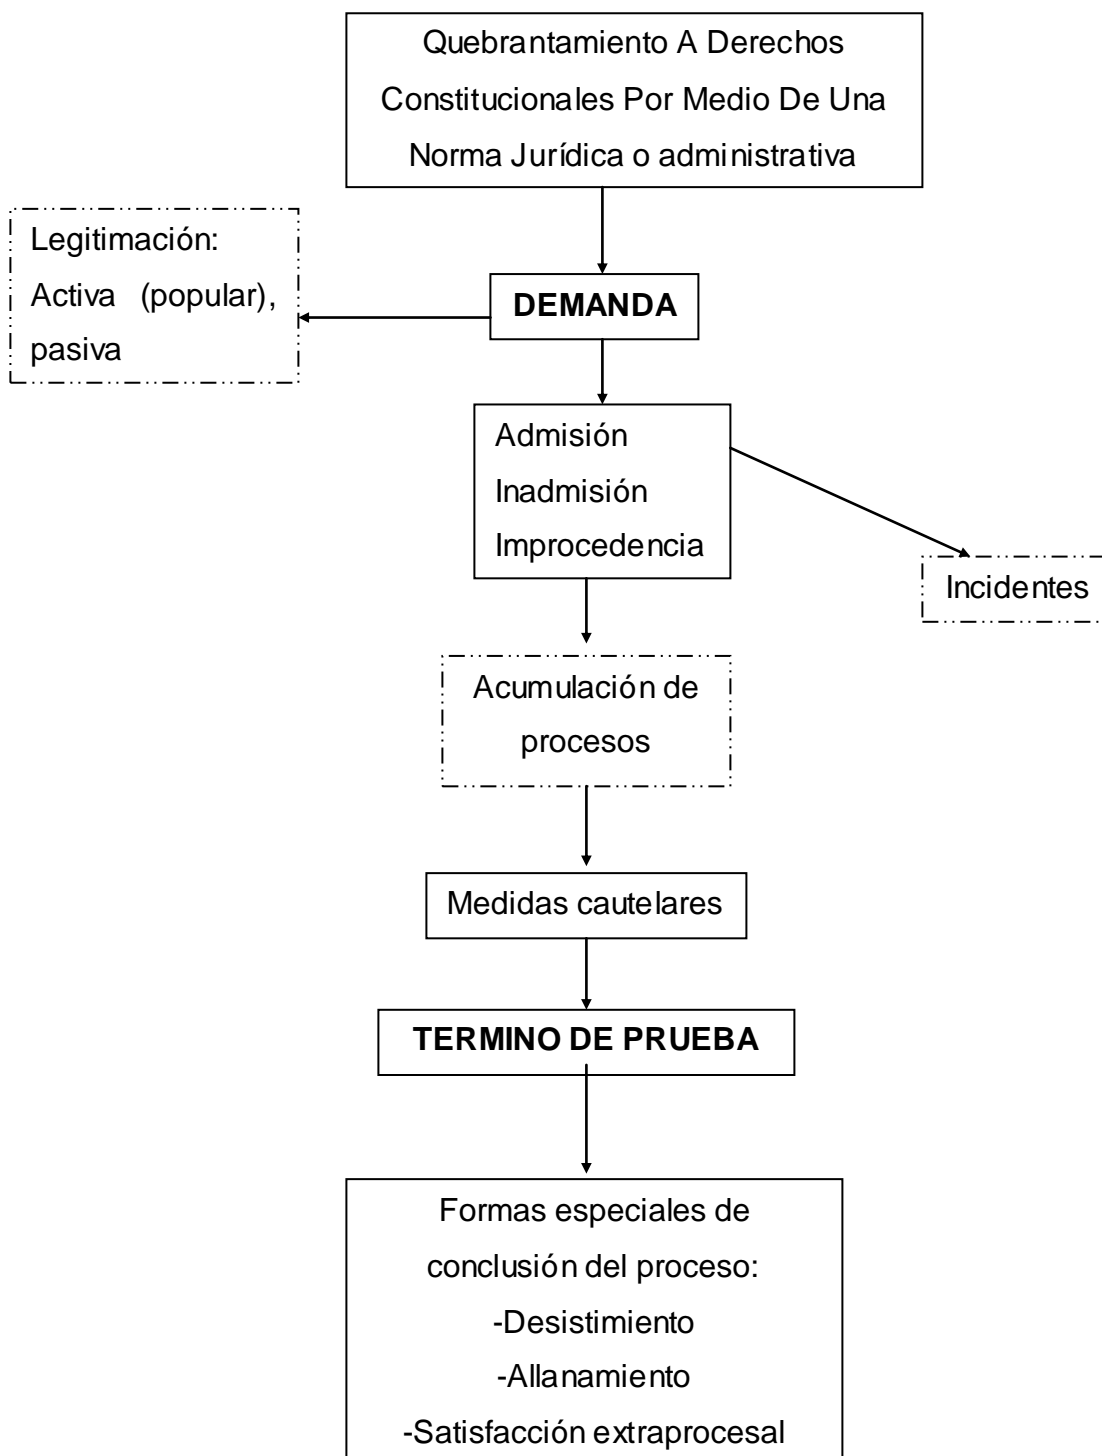 Quebrantamiento A Derechos
Constitucionales Por Medio De Una
Norma Jurídica o administrativa
Legitimación:
Activa (popular),
pasiva
DEMANDA
Admisión
Inadmisión
Improcedencia
Incidentes
Acumulación de
procesos
Medidas cautelares
TERMINO DE PRUEBA
Formas especiales de
conclusión del proceso:
-Desistimiento
-Allanamiento
-Satisfacción extraprocesal